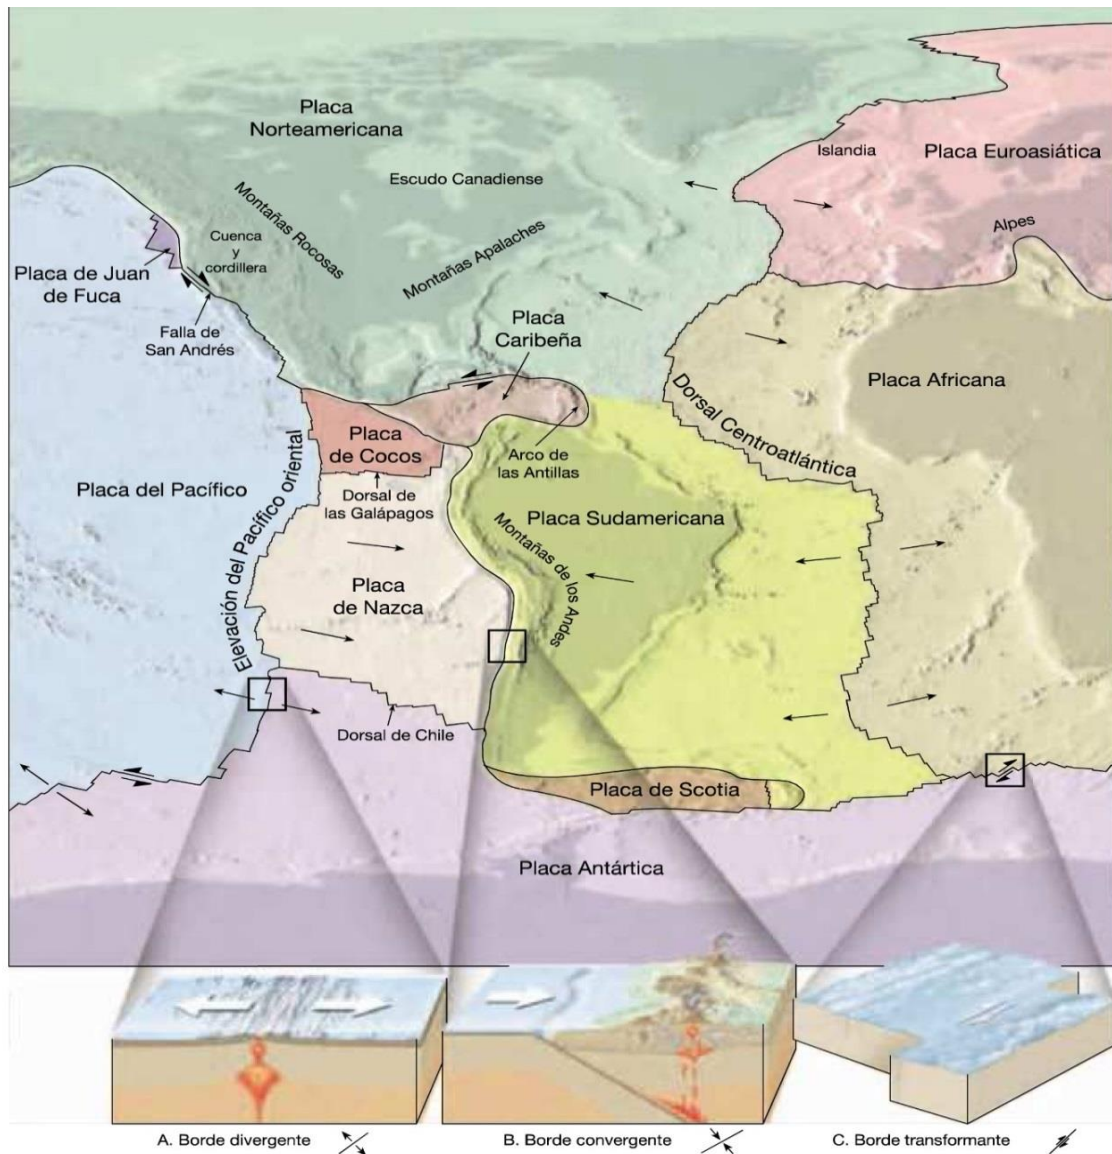 Placa
Norteamericana
Islandia
Placa Euroasiática
Escudo Canadiense
Montañas Rocosas
Alpes
Cuenca
y
cordillera
Montañas Apalaches
Placa de Juan
de Fuca
Placa
Caribeña
Falla de
San Andrés
Placa Africana
Dorsal Centroatlántica
Placa
de Cocos
Arco de
las Antillas
Elevación del Pacífico oriental
Placa del Pacífico
Dorsal de
las Galápagos
Placa Sudamericana
Montañas de los Andes
Placa
de Nazca
Dorsal de Chile
Placa de Scotia
Placa Antártica
A. Borde divergente
B. Borde convergente
C. Borde transformante